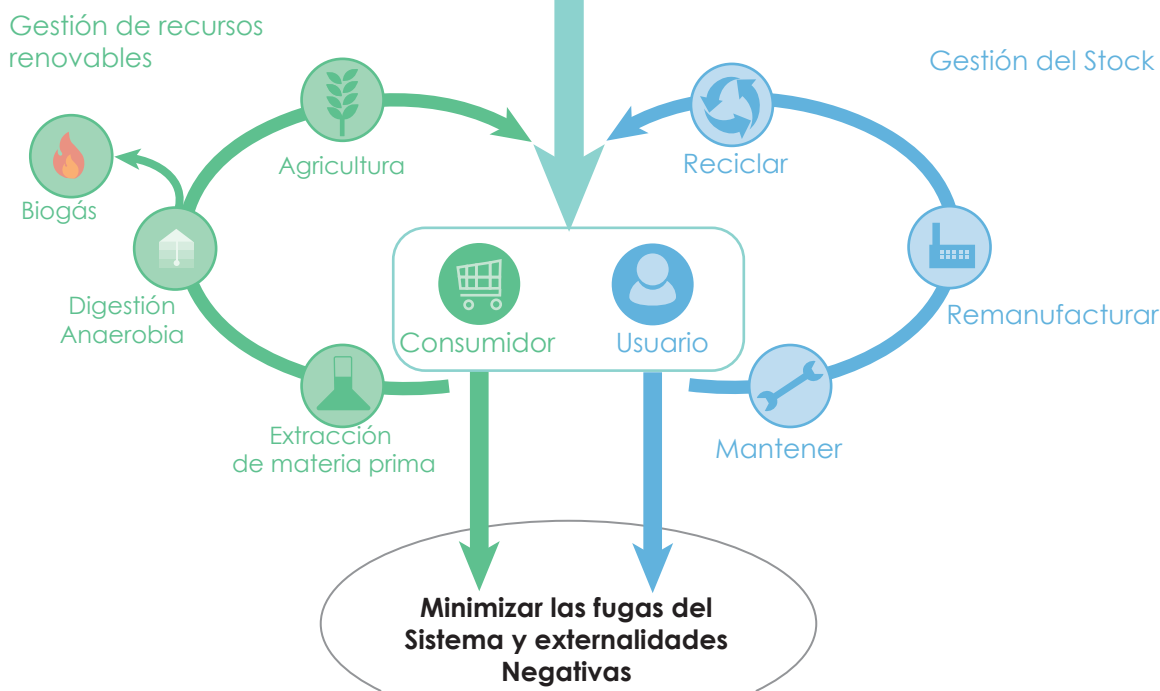 Gestión de recursos
renovables
Gestión del Stock
Agricultura
Reciclar
Biogás
Digestión
Anaerobia
Remanufacturar
Consumidor
Usuario
Extracción
de materia prima
Mantener
Minimizar las fugas del
Sistema y externalidades
Negativas